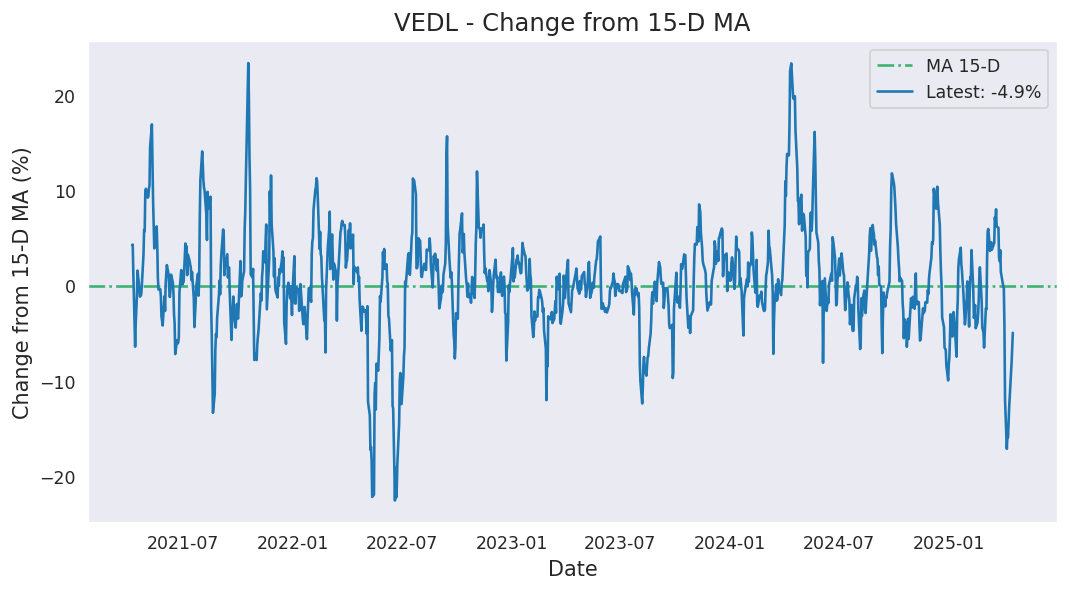 VEDL - Change from 15-D MA
MA 15-D
Latest: -4.9%
Change from 15-D MA (%)
20
10
0
−10
−20
2021-07 2022-01 2022-07 2023-01 2023-07 2024-01 2024-07 2025-01
Date